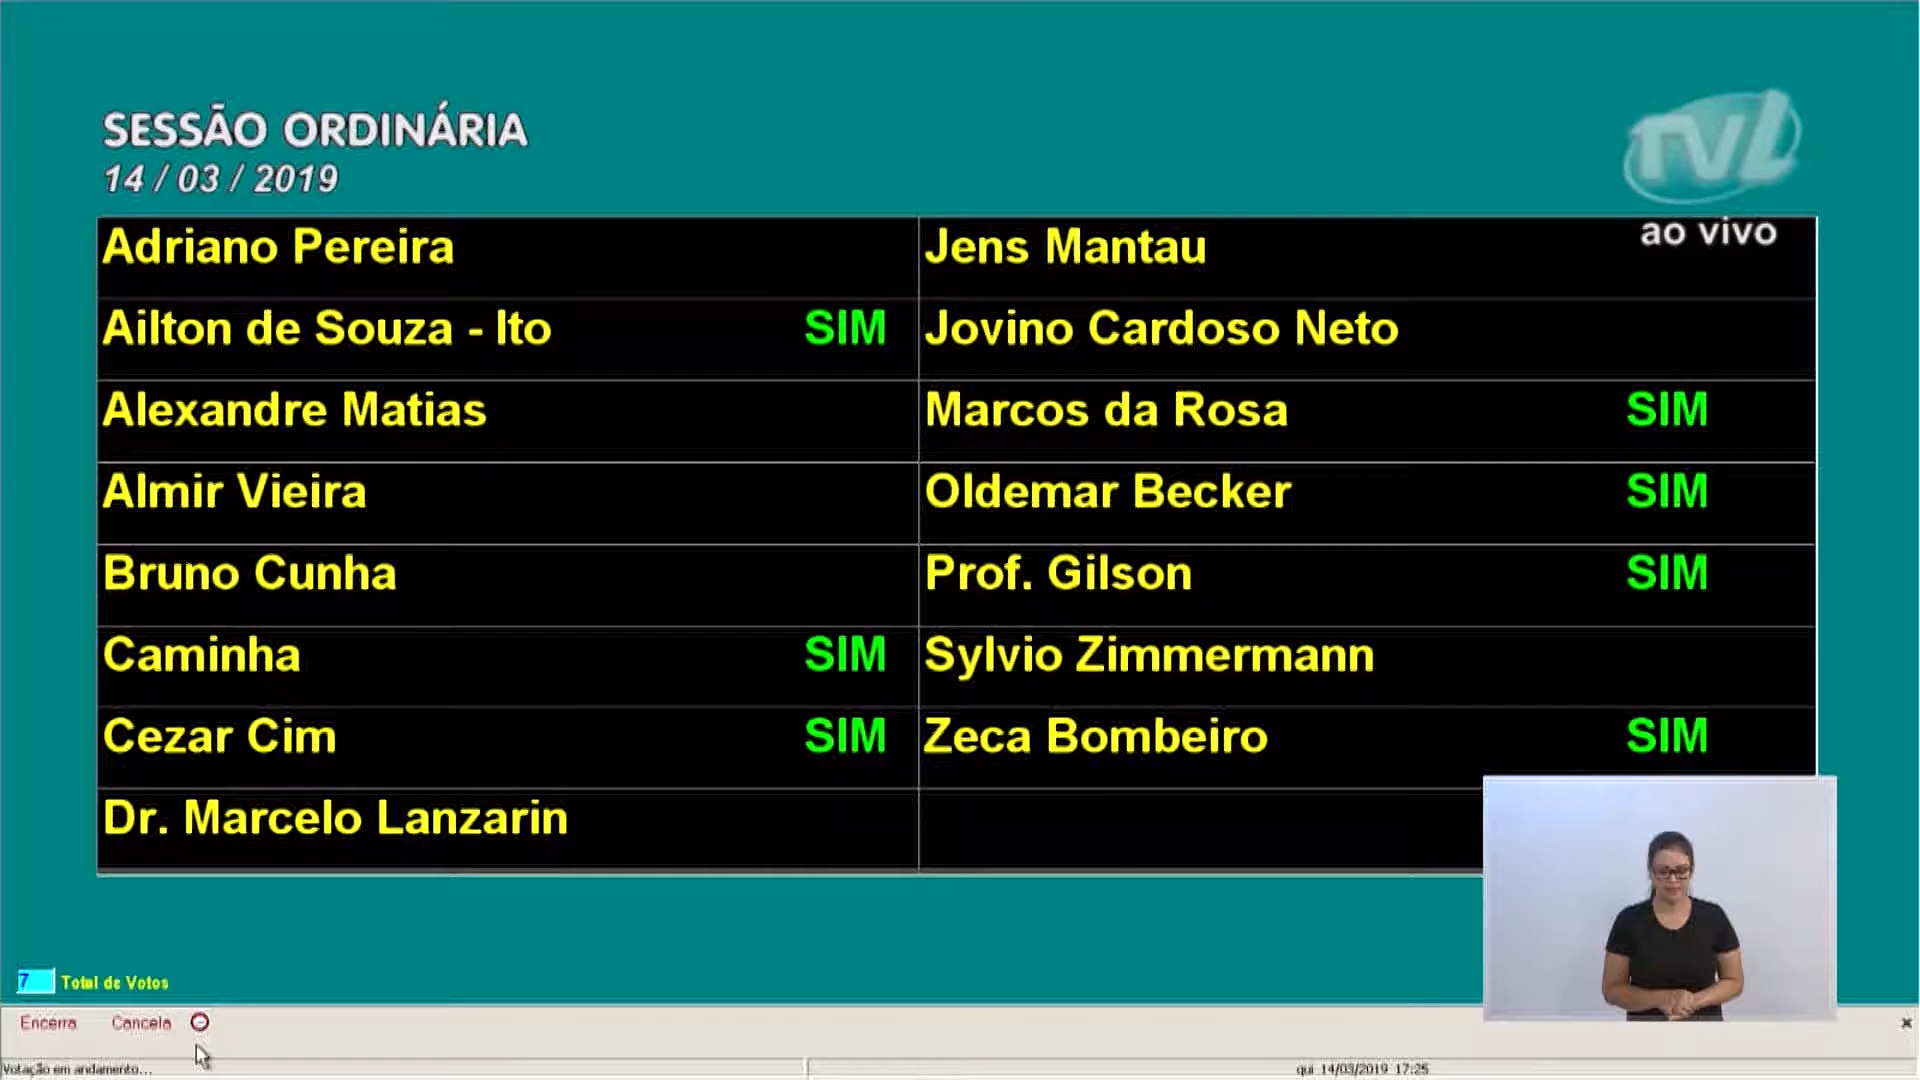 SESSÃO ORDINÁRIA
14 / 03 / 2019
TVL
ao vivo
Adriano Pereira
Jens Mantau
Ailton de Souza - Ito SIM
Jovino Cardoso Neto
Alexandre Matias
Marcos da Rosa SIM
Almir Vieira
Oldemar Becker SIM
Bruno Cunha
Prof. Gilson SIM
Caminha SIM
Sylvio Zimmermann
Cezar Cim SIM
Zeca Bombeiro SIM
Dr. Marcelo Lanzarin
7 Total de Votos
Encerra Cancela
Votação em andamento...
qui 14/03/2019 17:25